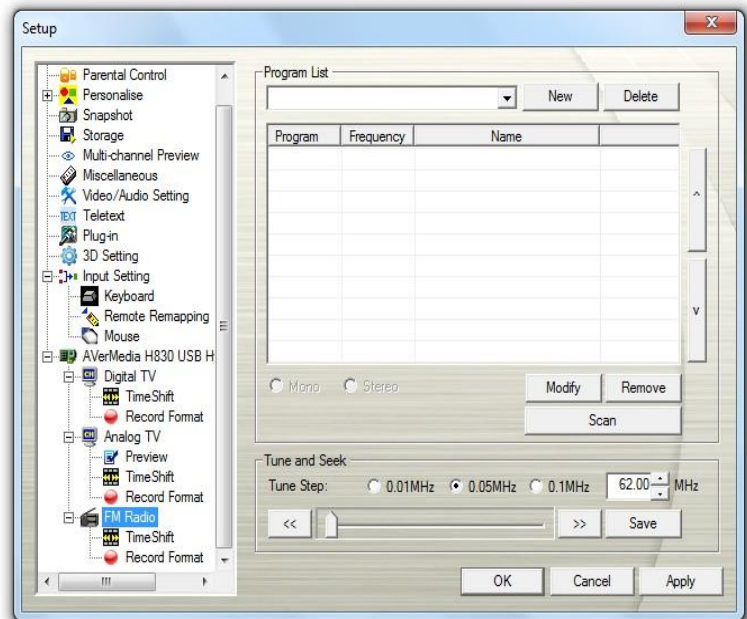 Setup
Parental Control
Personalise
Snapshot
Storage
Multi-channel Preview
Miscellaneous
Video/Audio Setting
TEXT Teletext
Plug-in
3D Setting
Input Setting
Keyboard
Remote Remapping
Mouse
AVerMedia H830 USB H
CH Digital TV
TimeShift
Record Format
CH Analog TV
Preview
TimeShift
Record Format
FM Radio
TimeShift
Record Format
Program List
New Delete
Program Frequency Name
Mono Stereo Modify Remove
Scan
Tune and Seek
Tune Step: 0.01MHz 0.05MHz 0.1MHz 62.00 MHz
<< >> Save
OK Cancel Apply